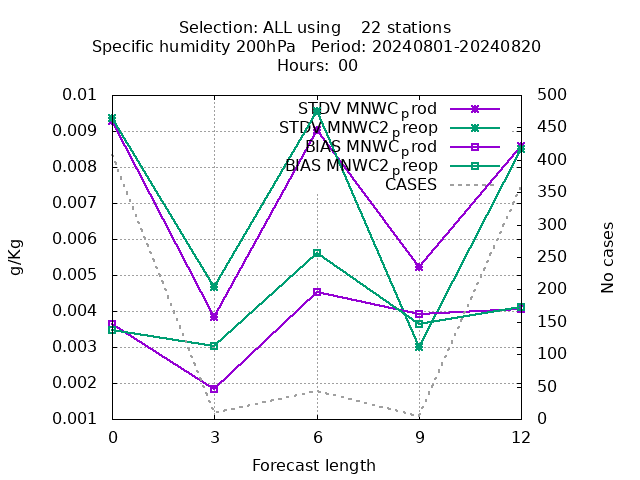 Selection: ALL using 22 stations
Specific humidity 200hPa Period: 20240801-20240820
Hours: 00
STDV MNWC_prod
STDV MNWC2_preop
BIAS MNWC_prod
BIAS MNWC2_preop
CASES
0.01
0.009
0.008
0.007
0.006
0.005
0.004
0.003
0.002
0.001
500
450
400
350
300
250
200
150
100
50
0
g/Kg
No cases
0 3 6 9 12
Forecast length